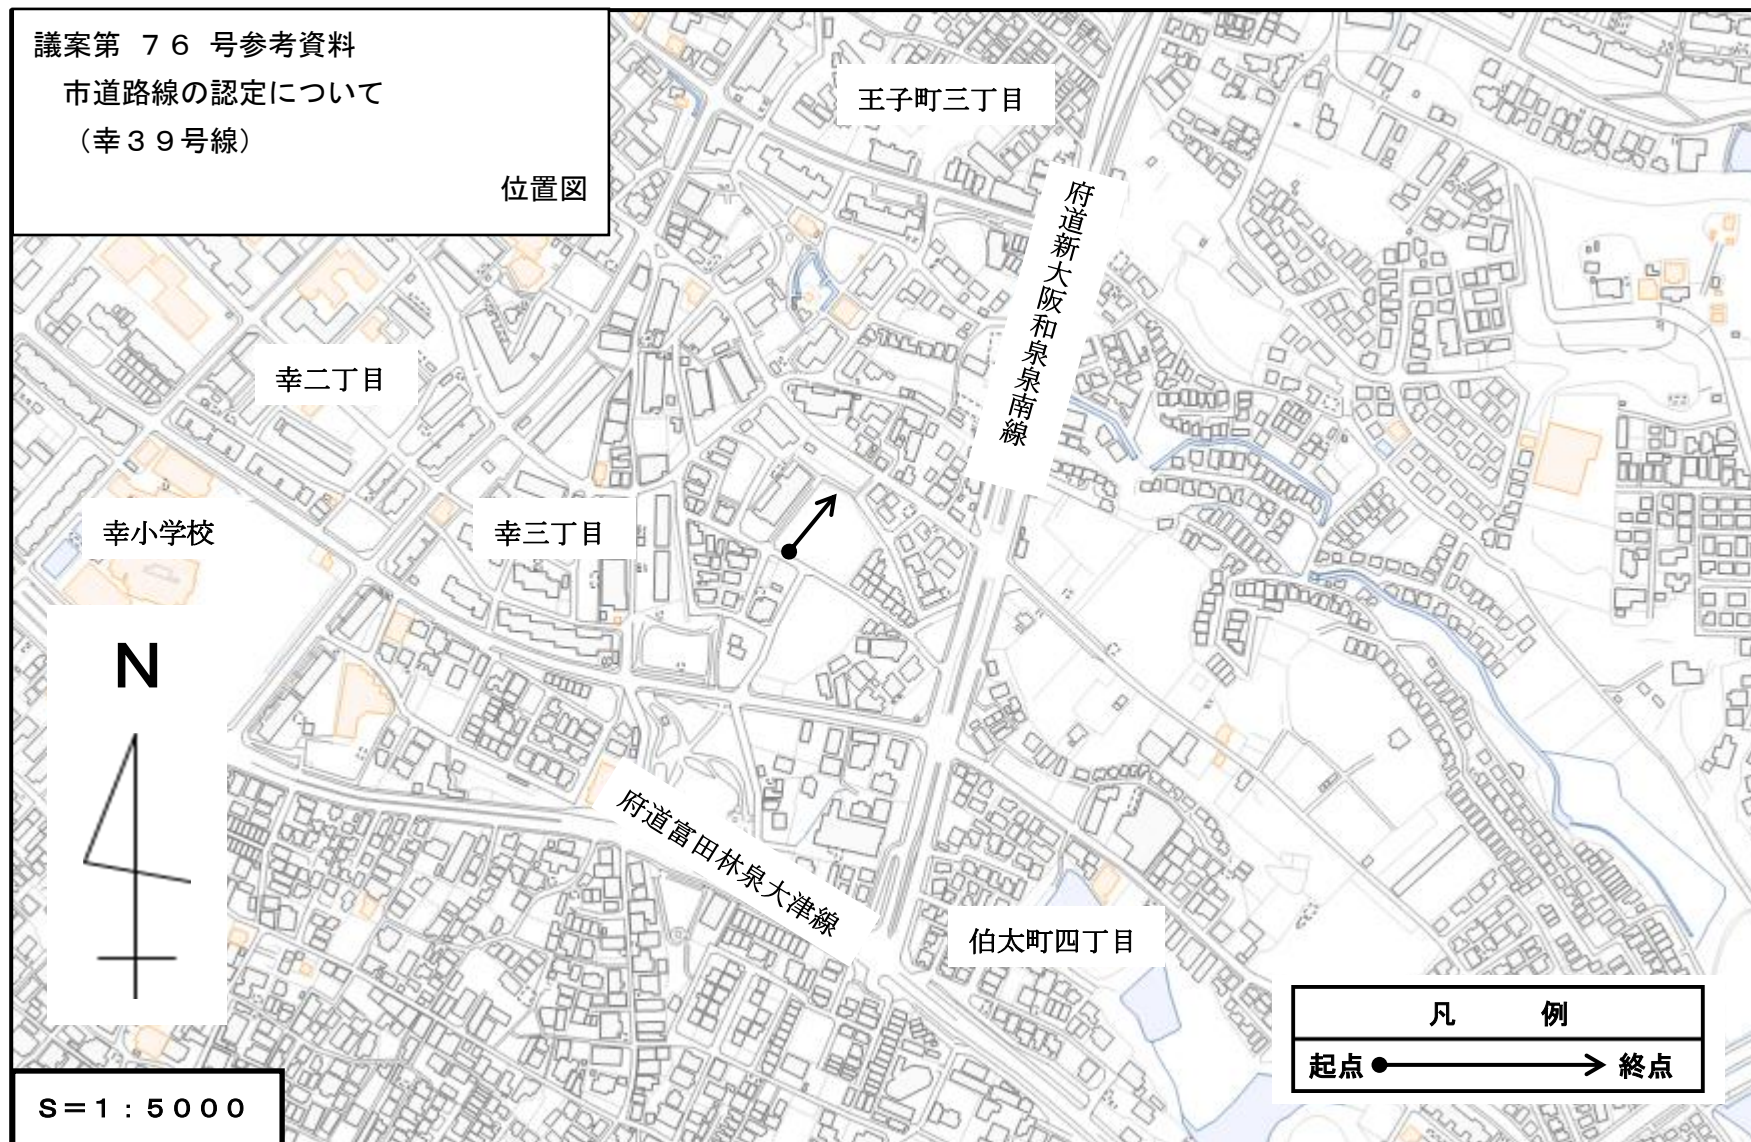 議案第 ７６ 号参考資料
市道路線の認定について
（幸３９号線）
位置図
王子町三丁目
府道新大阪和泉泉南線
幸二丁目
幸小学校
幸三丁目
N
府道富田林泉大津線
伯太町四丁目
凡 例
起点 終点
S＝１：５０００